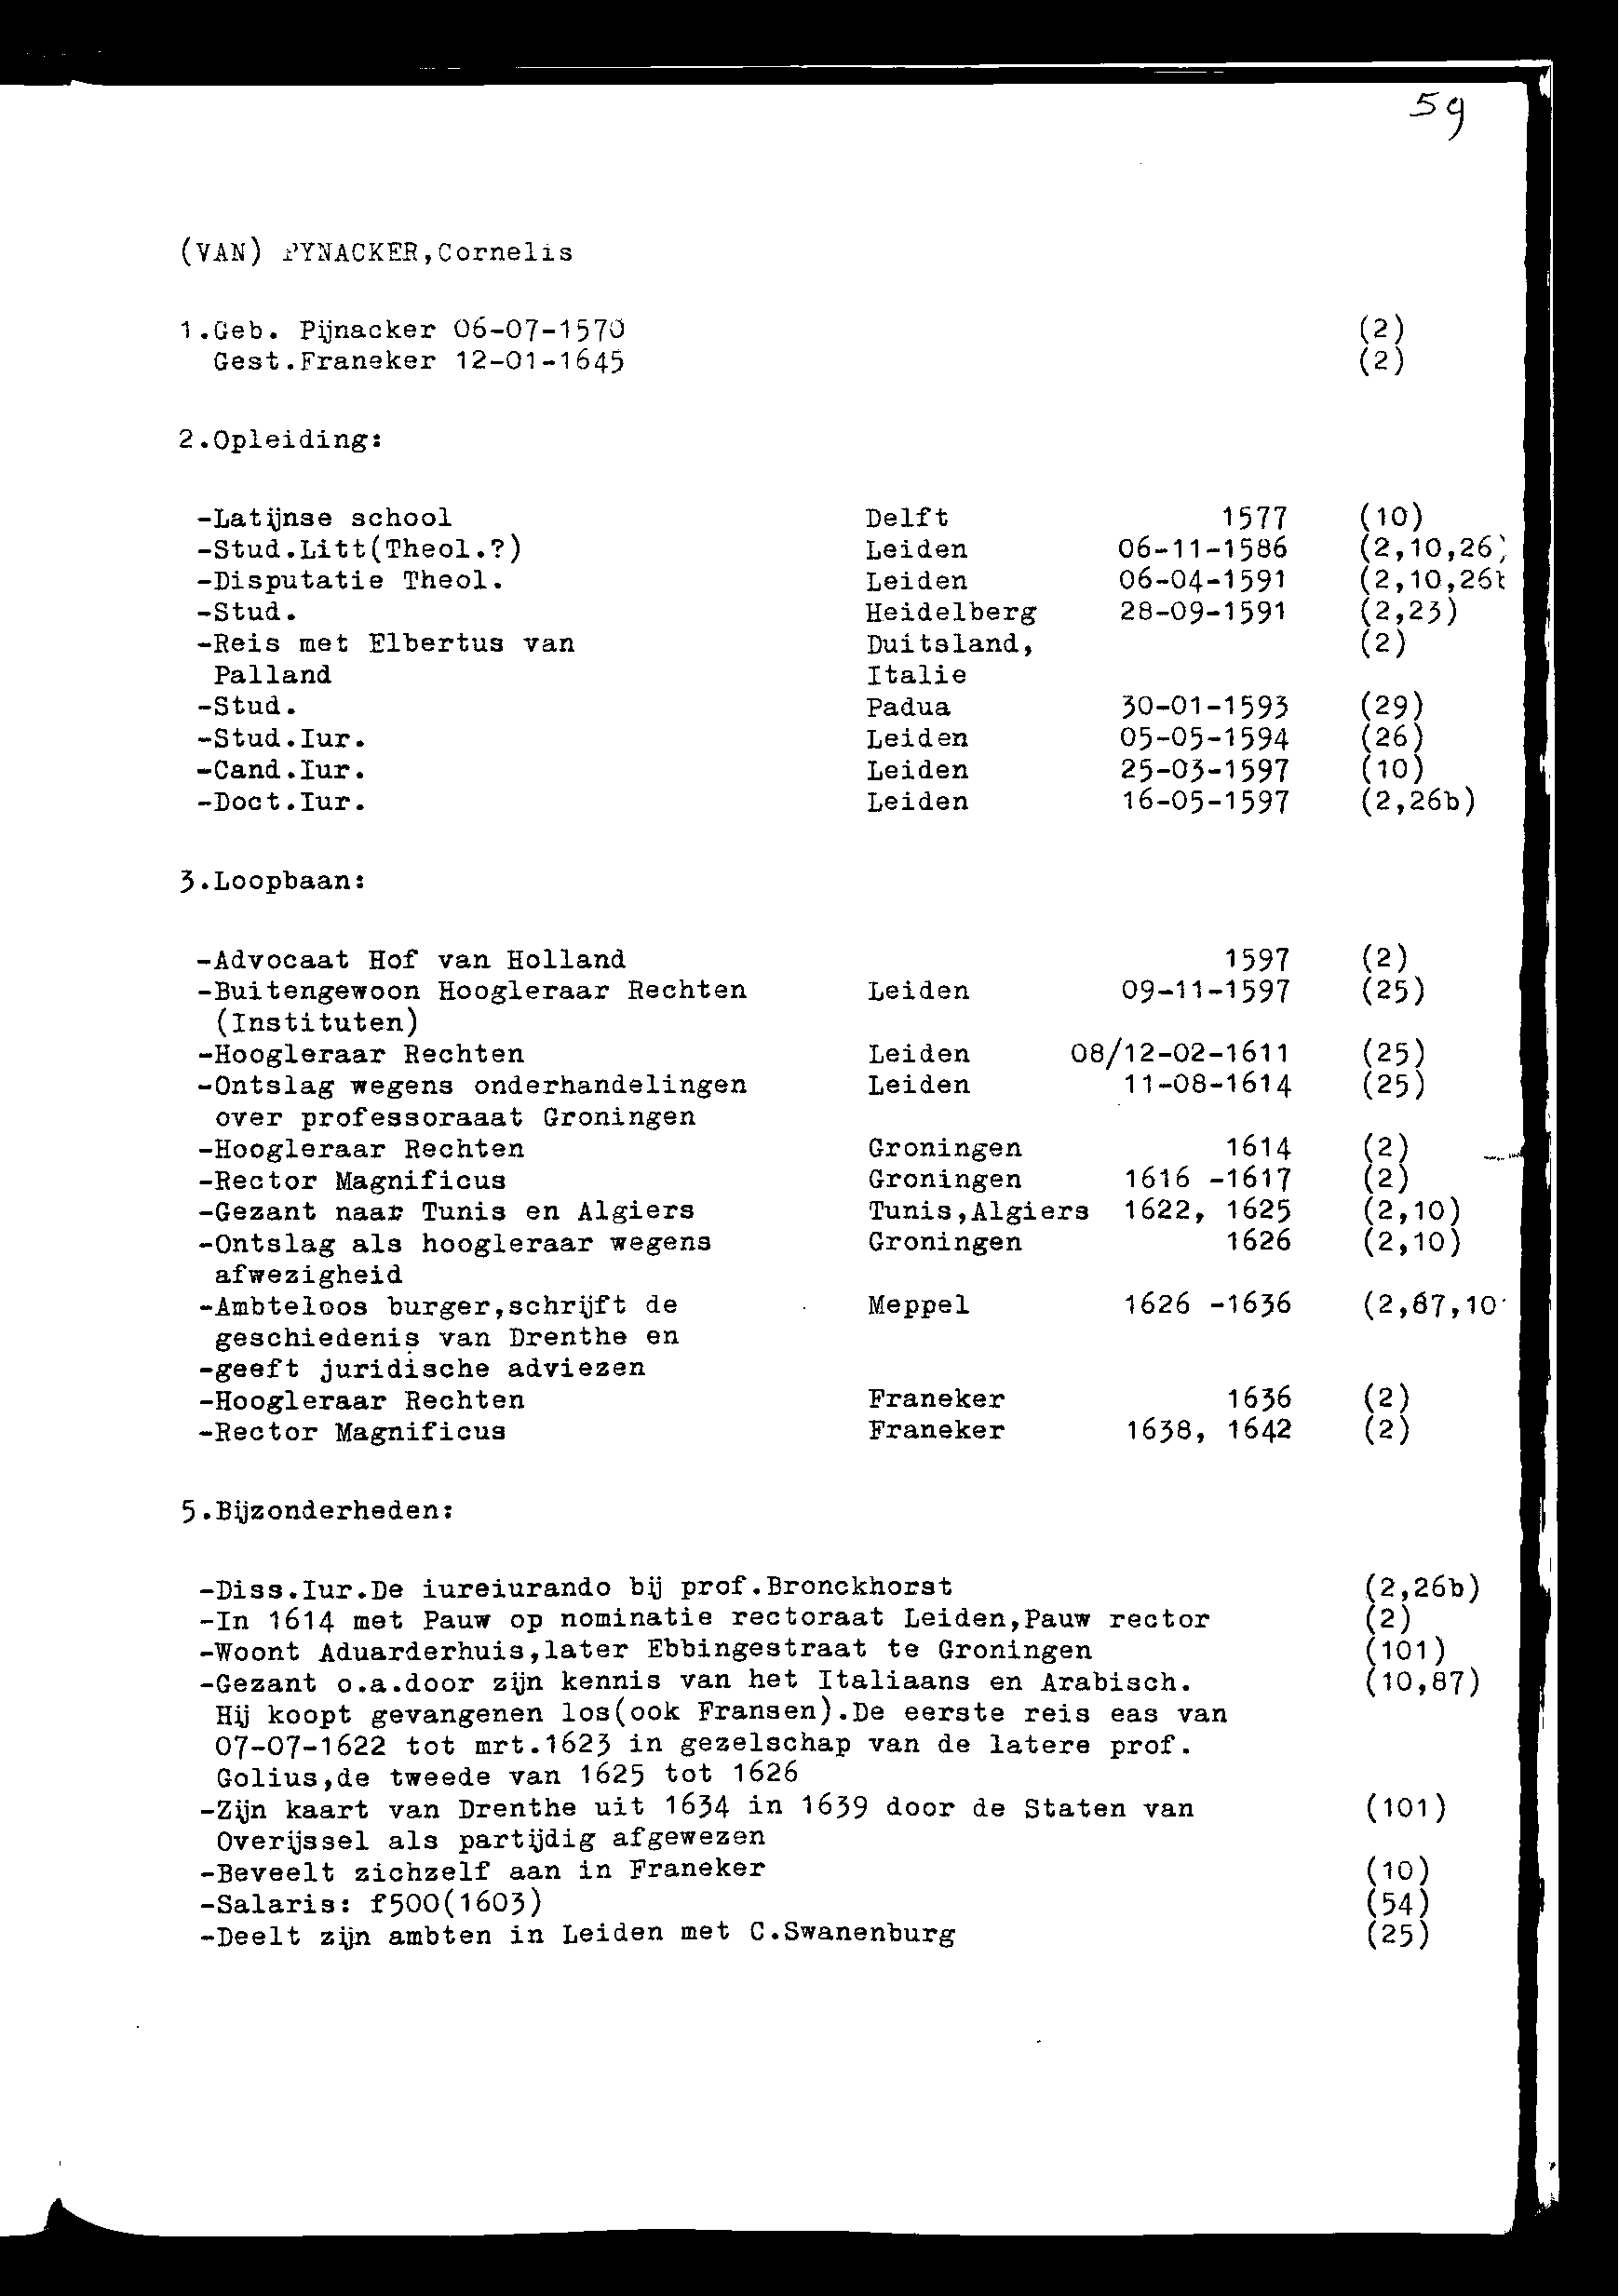 59
(VAN) PYNACKER,Cornelis
1.Geb. Pijnacker 06-07-1570 (2)
Gest.Franeker 12-01-1645 (2)
2.Opleiding:
-Latijnse school Delft 1577 (10)
-Stud.Litt(Theol.?) Leiden 06-11-1586 (2,10,26)
-Disputatie Theol. Leiden 06-04-1591 (2,10,26b
-Stud. Heidelberg 28-09-1591 (2,23)
-Reis met Elbertus van Duitsland, (2)
Palland Italie
-Stud. Padua 30-01-1593 (29)
-Stud.Iur. Leiden 05-05-1594 (26)
-Cand.Iur. Leiden 25-03-1597 (10)
-Doct.Iur. Leiden 16-05-1597 (2,26b)
3.Loopbaan:
-Advocaat Hof van Holland 1597 (2)
-Buitengewoon Hoogleraar Rechten Leiden 09-11-1597 (25)
(Instituten)
-Hoogleraar Rechten Leiden 08/12-02-1611 (25)
-Ontslag wegens onderhandelingen Leiden 11-08-1614 (25)
over professoraaat Groningen
-Hoogleraar Rechten Groningen 1614 (2)
-Rector Magnificus Groningen 1616 -1617 (2)
-Gezant naar Tunis en Algiers Tunis,Algiers 1622, 1625 (2,10)
-Ontslag als hoogleraar wegens Groningen 1626 (2,10)
afwezigheid
-Ambteloos burger,schrijft de Meppel 1626 -1636 (2,87,10
geschiedenis van Drenthe en
-geeft juridische adviezen
-Hoogleraar Rechten Franeker 1636 (2)
-Rector Magnificus Franeker 1638, 1642 (2)
5.Bijzonderheden:
-Diss.Iur.De iureiurando bij prof.Bronckhorst (2,26b)
-In 1614 met Pauw op nominatie rectoraat Leiden,Pauw rector (2)
-Woont Aduarderhuis,later Ebbingestraat te Groningen (101)
-Gezant o.a.door zijn kennis van het Italiaans en Arabisch. (10,87)
Hij koopt gevangenen los(ook Fransen).De eerste reis eas van
07-07-1622 tot mrt.1623 in gezelschap van de latere prof.
Golius,de tweede van 1625 tot 1626
-Zijn kaart van Drenthe uit 1634 in 1639 door de Staten van (101)
Overijssel als partijdig afgewezen
-Beveelt zichzelf aan in Franeker (10)
-Salaris: f500(1603) (54)
-Deelt zijn ambten in Leiden met C.Swanenburg (25)